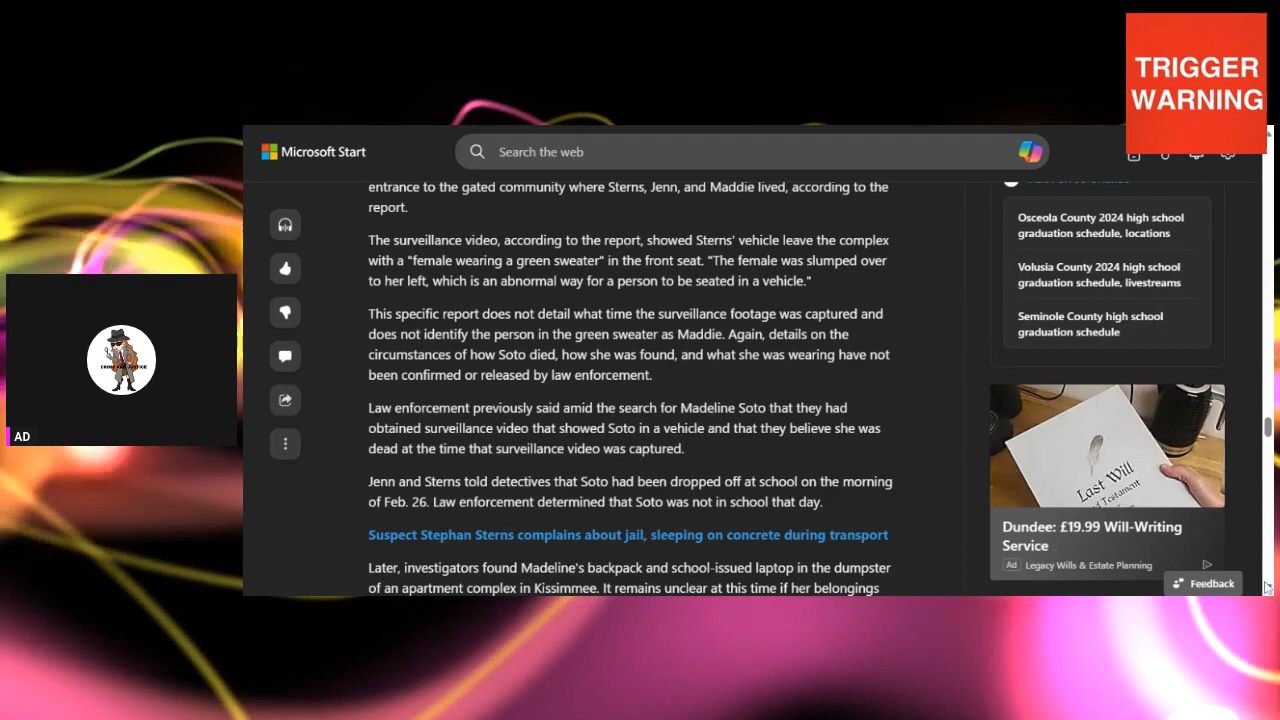 TRIGGER
WARNING
Microsoft Start
Search the web
entrance to the gated community where Sterns, Jenn, and Maddie lived, according to the
report.
The surveillance video, according to the report, showed Sterns' vehicle leave the complex
with a "female wearing a green sweater" in the front seat. "The female was slumped over
to her left, which is an abnormal way for a person to be seated in a vehicle."
This specific report does not detail what time the surveillance footage was captured and
does not identify the person in the green sweater as Maddie. Again, details on the
circumstances of how Soto died, how she was found, and what she was wearing have not
been confirmed or released by law enforcement.
Law enforcement previously said amid the search for Madeline Soto that they had
obtained surveillance video that showed Soto in a vehicle and that they believe she was
dead at the time that surveillance video was captured.
Jenn and Sterns told detectives that Soto had been dropped off at school on the morning
of Feb. 26. Law enforcement determined that Soto was not in school that day.
Suspect Stephan Sterns complains about jail, sleeping on concrete during transport
Later, investigators found Madeline's backpack and school-issued laptop in the dumpster
of an apartment complex in Kissimmee. It remains unclear at this time if her belongings
Osceola County 2024 high school
graduation schedule, locations
Volusia County 2024 high school
graduation schedule, livestreams
Seminole County high school
graduation schedule
Last Will
Testament
Dundee: £19.99 Will-Writing
Service
Ad Legacy Wills & Estate Planning
Feedback
CRIME AND JUSTICE
AD